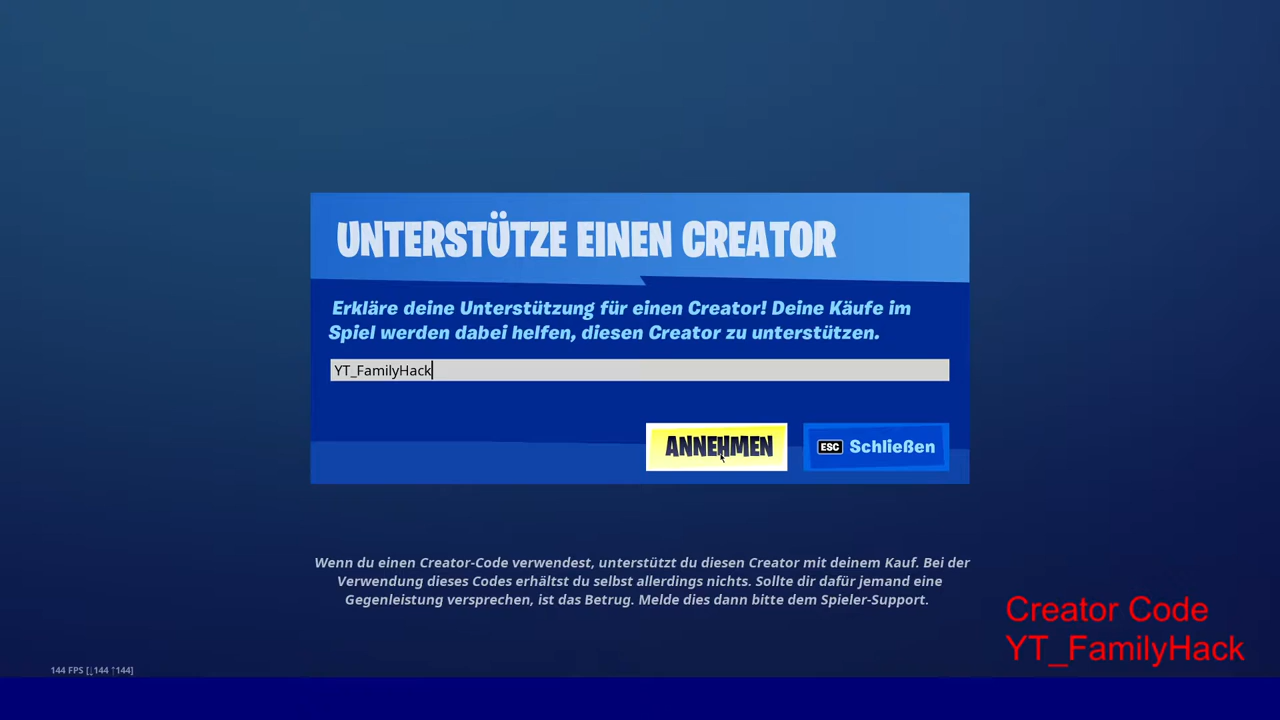 UNTERSTÜTZE EINEN CREATOR
Erkläre deine Unterstützung für einen Creator! Deine Käufe im
Spiel werden dabei helfen, diesen Creator zu unterstützen.
YT_FamilyHack
ANNEHMEN
ESC Schließen
Wenn du einen Creator-Code verwendest, unterstützt du diesen Creator mit deinem Kauf. Bei der
Verwendung dieses Codes erhältst du selbst allerdings nichts. Sollte dir dafür jemand eine
Gegenleistung versprechen, ist das Betrug. Melde dies dann bitte dem Spieler-Support.
Creator Code
YT_FamilyHack
144 FPS [↓144 ↑144]